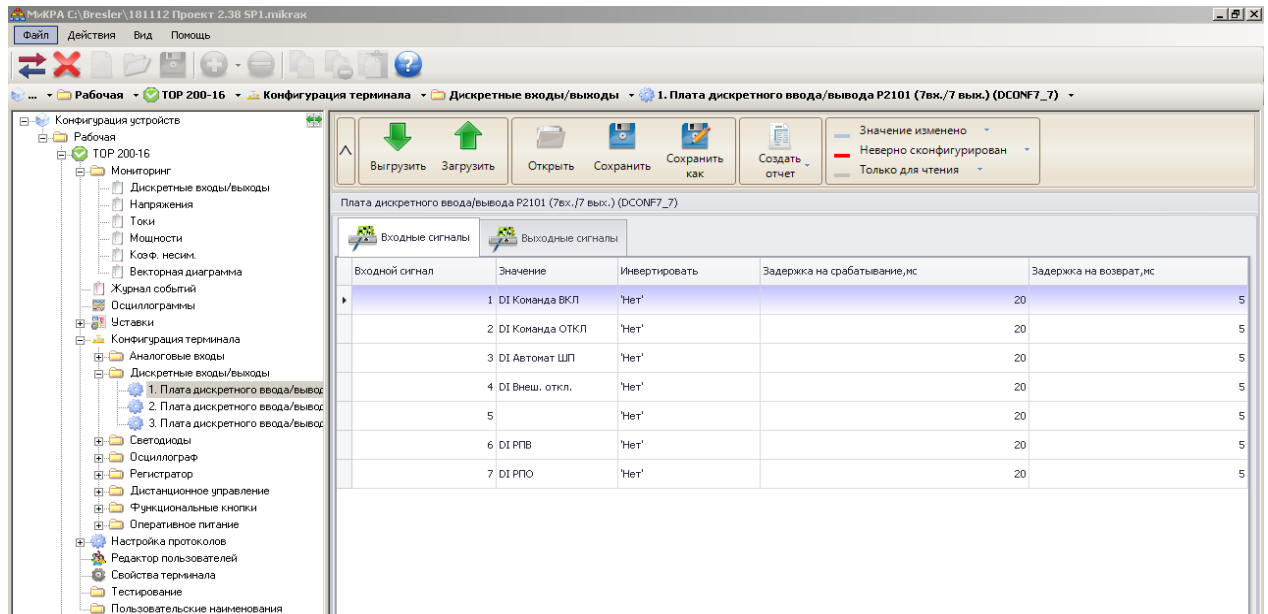 МиКРА C:\Bresler\181112 Проект 2.38 SP1.mikrax
Файл Действия Вид Помощь
... Рабочая ТОР 200-16 Конфигурация терминала Дискретные входы/выходы 1. Плата дискретного ввода/вывода P2101 (7вх./7 вых.) (DCONF7_7)
Конфигурация устройств
Рабочая
ТОР 200-16
Мониторинг
Дискретные входы/выходы
Напряжения
Токи
Мощности
Коэф. несим.
Векторная диаграмма
Журнал событий
Осциллограммы
Уставки
Конфигурация терминала
Аналоговые входы
Дискретные входы/выходы
1. Плата дискретного ввода/вывод
2. Плата дискретного ввода/вывод
3. Плата дискретного ввода/вывод
Светодиоды
Осциллограф
Регистратор
Дистанционное управление
Функциональные кнопки
Оперативное питание
Настройка протоколов
Редактор пользователей
Свойства терминала
Тестирование
Пользовательские наименования
Выгрузить Загрузить Открыть Сохранить Сохранить как Создать отчет
Значение изменено
Неверно сконфигурирован
Только для чтения
Плата дискретного ввода/вывода P2101 (7вх./7 вых.) (DCONF7_7)
Входные сигналы Выходные сигналы
Входной сигнал Значение Инвертировать Задержка на срабатывание,мс Задержка на возврат,мс
1 DI Команда ВКЛ 'Нет' 20 5
2 DI Команда ОТКЛ 'Нет' 20 5
3 DI Автомат ШП 'Нет' 20 5
4 DI Внеш. откл. 'Нет' 20 5
5 'Нет' 20 5
6 DI РПВ 'Нет' 20 5
7 DI РПО 'Нет' 20 5